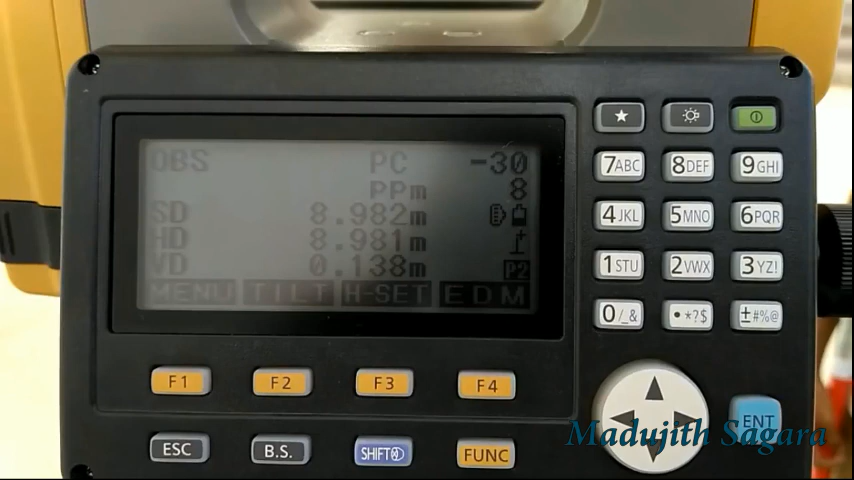 OBS PC -30
ppm 8
SD 8.982m
HD 8.981m
VD 0.138m P2
MENU TILT H-SET EDM
★
7ABC 8DEF 9GHI
4JKL 5MNO 6PQR
1STU 2VWX 3YZ!
0/_& •*?$ ±#%@
F1 F2 F3 F4
ESC B.S. SHIFT FUNC
ENT
Madujith Sagara